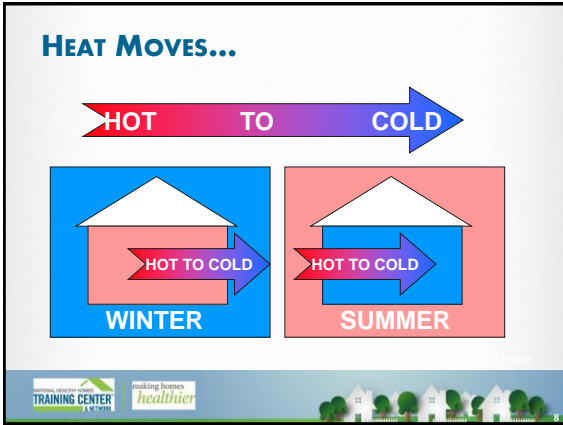 HEAT MOVES...
HOT TO COLD
HOT TO COLD
HOT TO COLD
WINTER
SUMMER
Energy
NATIONAL HEALTHY HOMES
TRAINING CENTER
& NETWORK
making homes
healthier
8